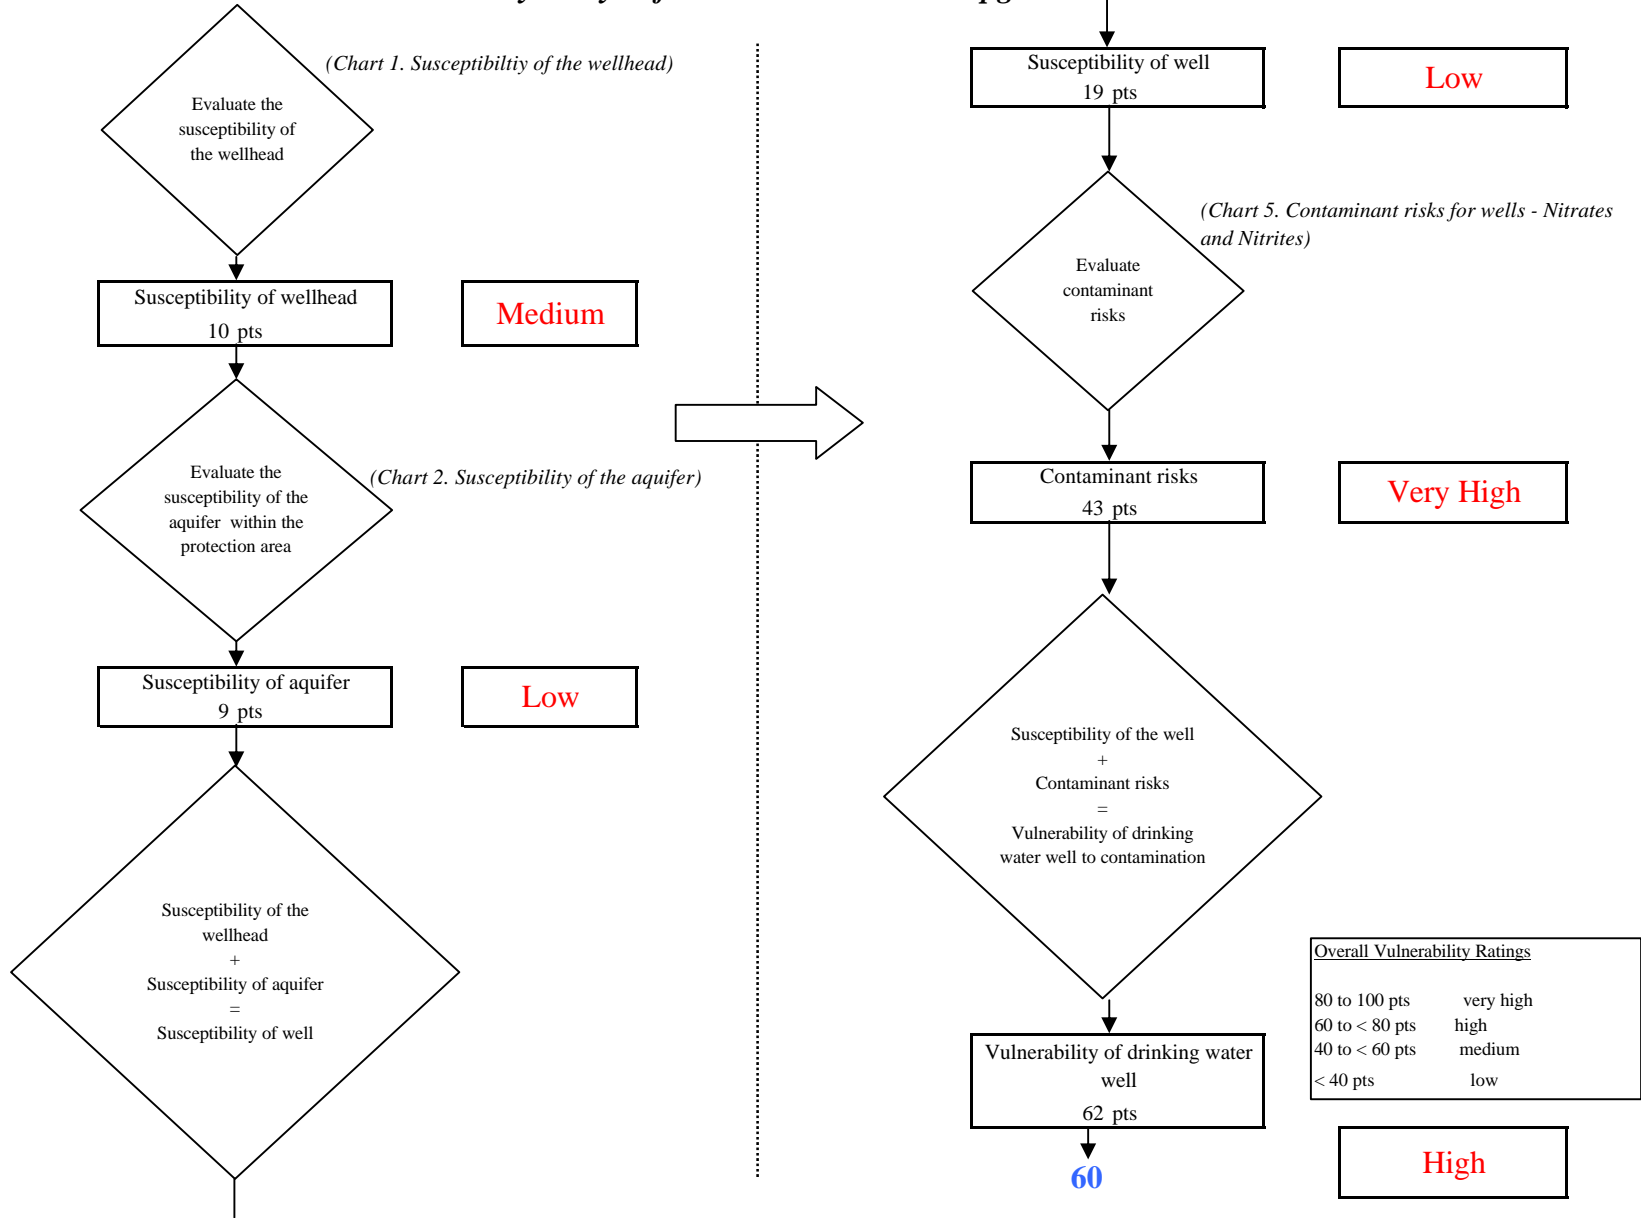 (Chart 1. Susceptibiltiy of the wellhead)
Evaluate the
susceptibility of
the wellhead
Susceptibility of wellhead
10 pts
Medium
(Chart 2. Susceptibility of the aquifer)
Evaluate the
susceptibility of the
aquifer within the
protection area
Susceptibility of aquifer
9 pts
Low
Susceptibility of the
wellhead
+
Susceptibility of aquifer
=
Susceptibility of well
Susceptibility of well
19 pts
Low
(Chart 5. Contaminant risks for wells - Nitrates
and Nitrites)
Evaluate
contaminant
risks
Contaminant risks
43 pts
Very High
Susceptibility of the well
+
Contaminant risks
=
Vulnerability of drinking
water well to contamination
Overall Vulnerability Ratings
80 to 100 pts very high
60 to < 80 pts high
40 to < 60 pts medium
< 40 pts low
Vulnerability of drinking water
well
62 pts
60
High